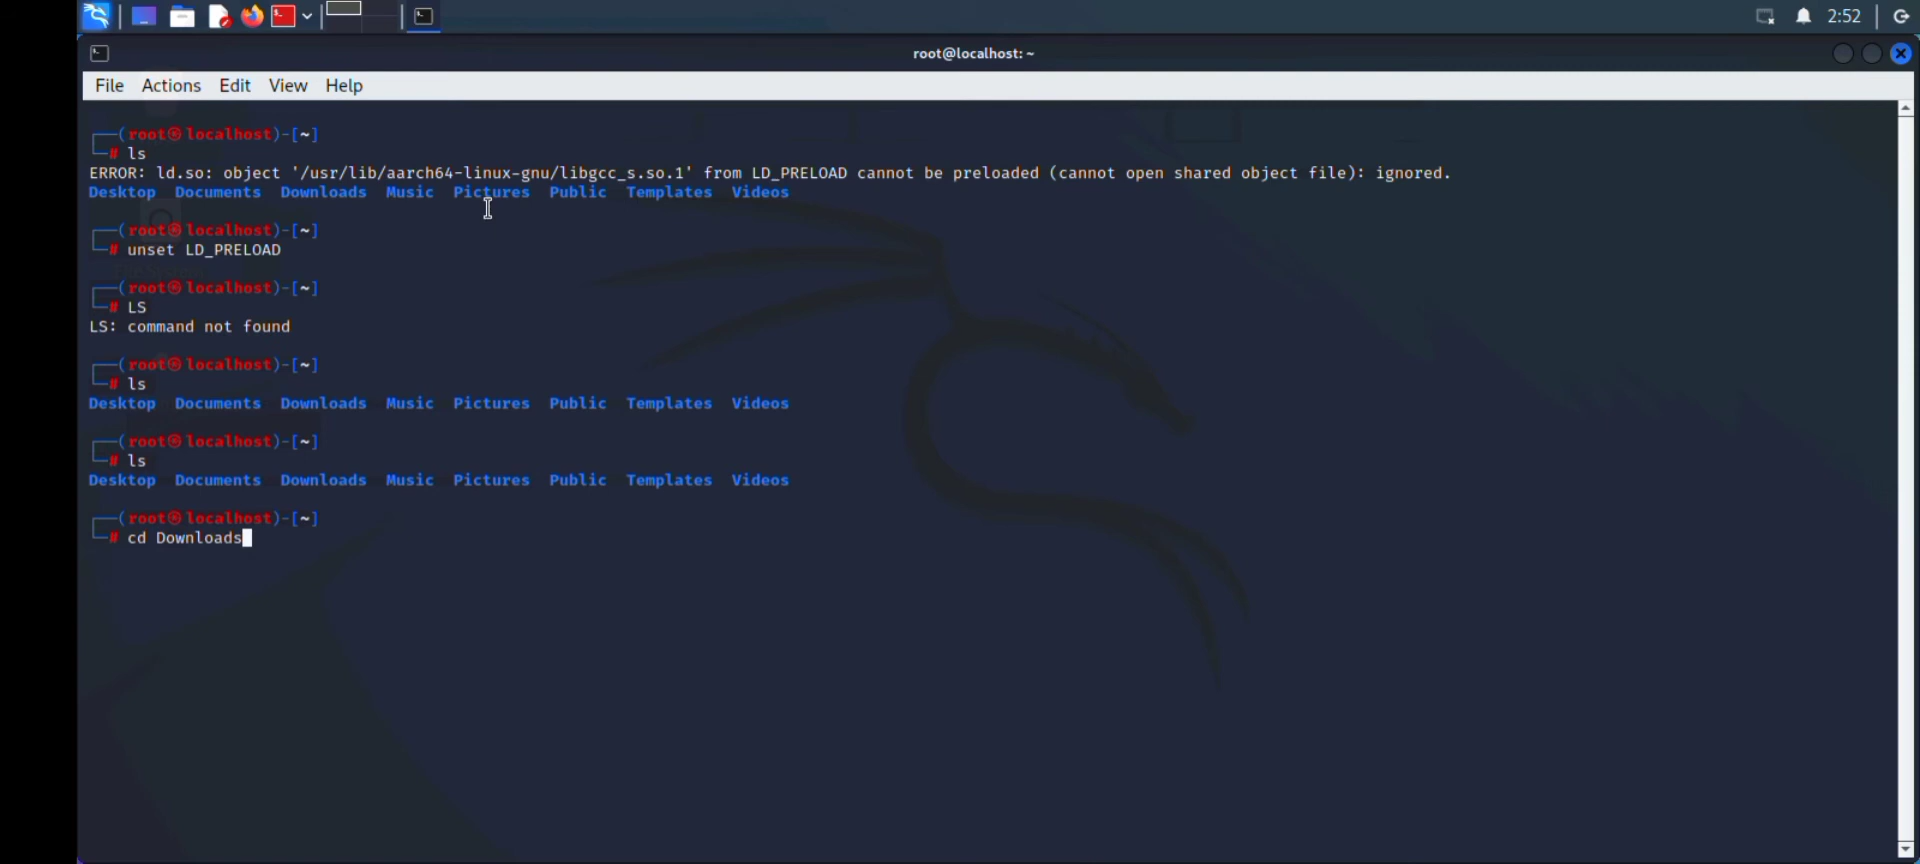 2:52
root@localhost: ~
File Actions Edit View Help
┌──(root㉿localhost)-[~]
└─# ls
ERROR: ld.so: object '/usr/lib/aarch64-linux-gnu/libgcc_s.so.1' from LD_PRELOAD cannot be preloaded (cannot open shared object file): ignored.
Desktop Documents Downloads Music Pictures Public Templates Videos
┌──(root㉿localhost)-[~]
└─# unset LD_PRELOAD
┌──(root㉿localhost)-[~]
└─# LS
LS: command not found
┌──(root㉿localhost)-[~]
└─# ls
Desktop Documents Downloads Music Pictures Public Templates Videos
┌──(root㉿localhost)-[~]
└─# ls
Desktop Documents Downloads Music Pictures Public Templates Videos
┌──(root㉿localhost)-[~]
└─# cd Downloads